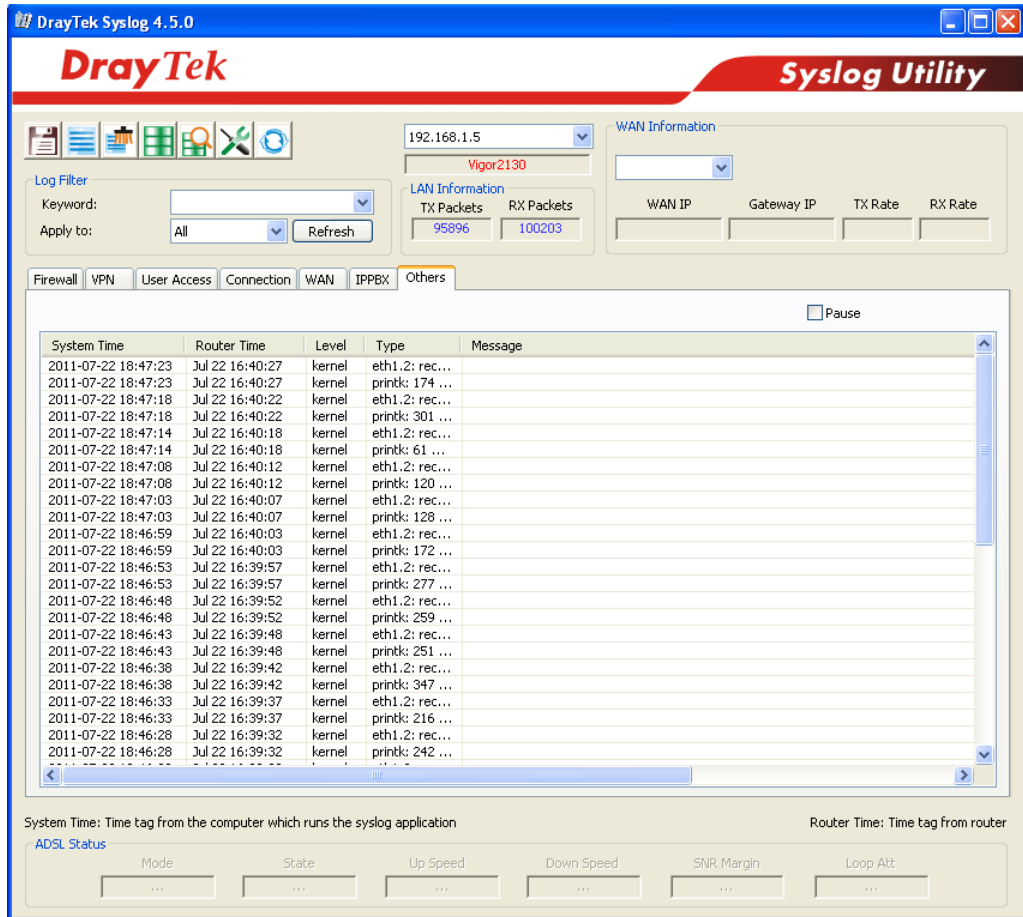 DrayTek Syslog 4.5.0
DrayTek
Syslog Utility
192.168.1.5
Vigor2130
WAN Information
Log Filter
Keyword:
Apply to: All Refresh
LAN Information
TX Packets RX Packets
95896 100203
WAN IP Gateway IP TX Rate RX Rate
Firewall VPN User Access Connection WAN IPPBX Others
Pause
System Time Router Time Level Type Message
2011-07-22 18:47:23 Jul 22 16:40:27 kernel eth1.2: rec...
2011-07-22 18:47:23 Jul 22 16:40:27 kernel printk: 174 ...
2011-07-22 18:47:18 Jul 22 16:40:22 kernel eth1.2: rec...
2011-07-22 18:47:18 Jul 22 16:40:22 kernel printk: 301 ...
2011-07-22 18:47:14 Jul 22 16:40:18 kernel eth1.2: rec...
2011-07-22 18:47:14 Jul 22 16:40:18 kernel printk: 61 ...
2011-07-22 18:47:08 Jul 22 16:40:12 kernel eth1.2: rec...
2011-07-22 18:47:08 Jul 22 16:40:12 kernel printk: 120 ...
2011-07-22 18:47:03 Jul 22 16:40:07 kernel eth1.2: rec...
2011-07-22 18:47:03 Jul 22 16:40:07 kernel printk: 128 ...
2011-07-22 18:46:59 Jul 22 16:40:03 kernel eth1.2: rec...
2011-07-22 18:46:59 Jul 22 16:40:03 kernel printk: 172 ...
2011-07-22 18:46:53 Jul 22 16:39:57 kernel eth1.2: rec...
2011-07-22 18:46:53 Jul 22 16:39:57 kernel printk: 277 ...
2011-07-22 18:46:48 Jul 22 16:39:52 kernel eth1.2: rec...
2011-07-22 18:46:48 Jul 22 16:39:52 kernel printk: 259 ...
2011-07-22 18:46:43 Jul 22 16:39:48 kernel eth1.2: rec...
2011-07-22 18:46:43 Jul 22 16:39:48 kernel printk: 251 ...
2011-07-22 18:46:38 Jul 22 16:39:42 kernel eth1.2: rec...
2011-07-22 18:46:38 Jul 22 16:39:42 kernel printk: 347 ...
2011-07-22 18:46:33 Jul 22 16:39:37 kernel eth1.2: rec...
2011-07-22 18:46:33 Jul 22 16:39:37 kernel printk: 216 ...
2011-07-22 18:46:28 Jul 22 16:39:32 kernel eth1.2: rec...
2011-07-22 18:46:28 Jul 22 16:39:32 kernel printk: 242 ...
System Time: Time tag from the computer which runs the syslog application
Router Time: Time tag from router
ADSL Status
Mode State Up Speed Down Speed SNR Margin Loop Att
... ... ... ... ... ...